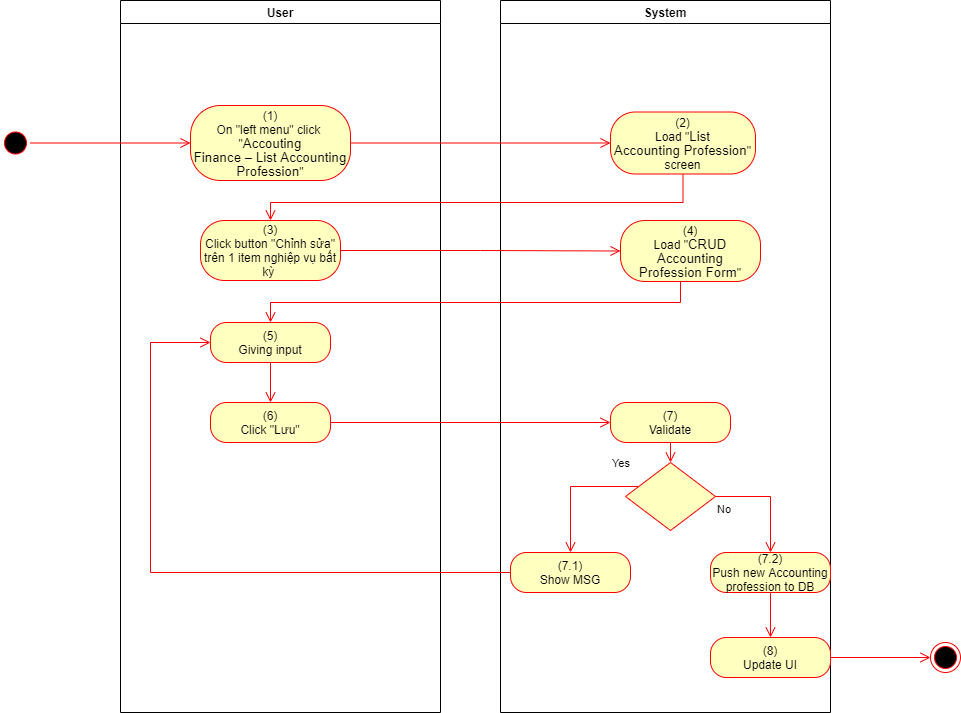 User
System
(1)
On "left menu" click
"Accouting
Finance – List Accounting
Profession"
(2)
Load "List
Accounting Profession"
screen
(3)
Click button "Chỉnh sửa"
trên 1 item nghiệp vụ bất
kỳ
(4)
Load "CRUD
Accounting
Profession Form"
(5)
Giving input
(6)
Click "Lưu"
(7)
Validate
Yes
No
(7.1)
Show MSG
(7.2)
Push new Accounting
profession to DB
(8)
Update UI